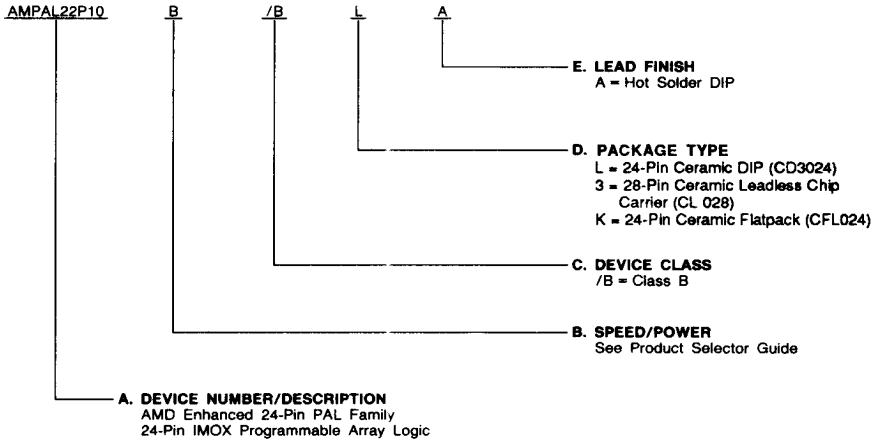 AMPAL22P10 B /B L A
E. LEAD FINISH
A = Hot Solder DIP
D. PACKAGE TYPE
L = 24-Pin Ceramic DIP (CD3024)
3 = 28-Pin Ceramic Leadless Chip
Carrier (CL 028)
K = 24-Pin Ceramic Flatpack (CFL024)
C. DEVICE CLASS
/B = Class B
B. SPEED/POWER
See Product Selector Guide
A. DEVICE NUMBER/DESCRIPTION
AMD Enhanced 24-Pin PAL Family
24-Pin IMOX Programmable Array Logic